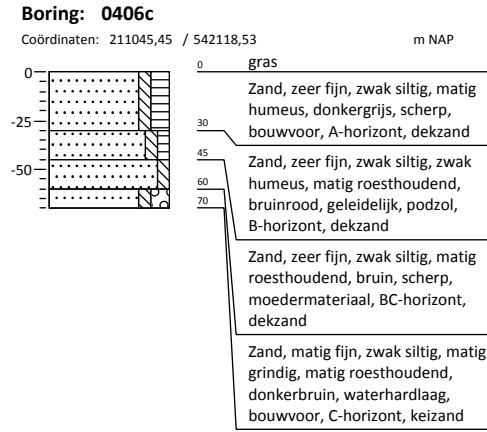 Boring: 0406c
Coördinaten: 211045,45 / 542118,53 m NAP
0
-25
-50
0
30
45
60
70
gras
Zand, zeer fijn, zwak siltig, matig
humeus, donkergrijs, scherp,
bouwvoor, A-horizont, dekzand
Zand, zeer fijn, zwak siltig, zwak
humeus, matig roesthoudend,
bruinrood, geleidelijk, podzol,
B-horizont, dekzand
Zand, zeer fijn, zwak siltig, matig
roesthoudend, bruin, scherp,
moedermateriaal, BC-horizont,
dekzand
Zand, matig fijn, zwak siltig, matig
grindig, matig roesthoudend,
donkerbruin, waterhardlaag,
bouwvoor, C-horizont, keizand